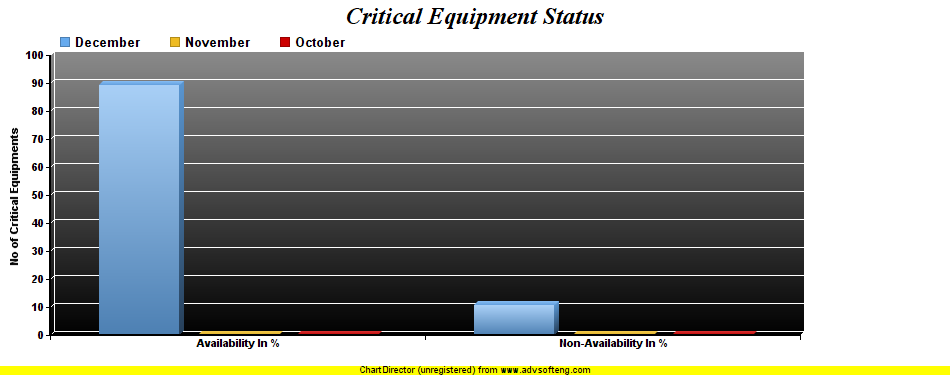 Critical Equipment Status
December November October
No of Critical Equipments
100
90
80
70
60
50
40
30
20
10
0
Availability In % Non-Availability In %
ChartDirector (unregistered) from www.advsofteng.com